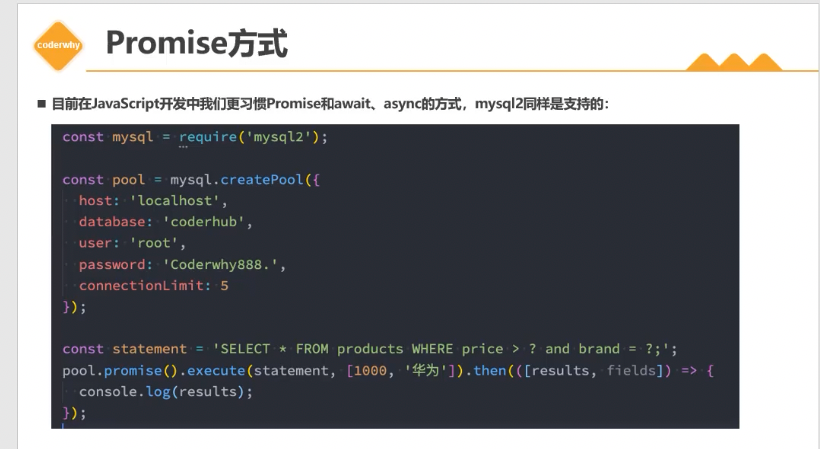 coderwhy
Promise方式
■ 目前在JavaScript开发中我们更习惯Promise和await、async的方式，mysql2同样是支持的：
const mysql = require('mysql2');
const pool = mysql.createPool({
  host: 'localhost',
  database: 'coderhub',
  user: 'root',
  password: 'Coderwhy888.',
  connectionLimit: 5
});
const statement = 'SELECT * FROM products WHERE price > ? and brand = ?;';
pool.promise().execute(statement, [1000, '华为']).then(([results, fields]) => {
  console.log(results);
});